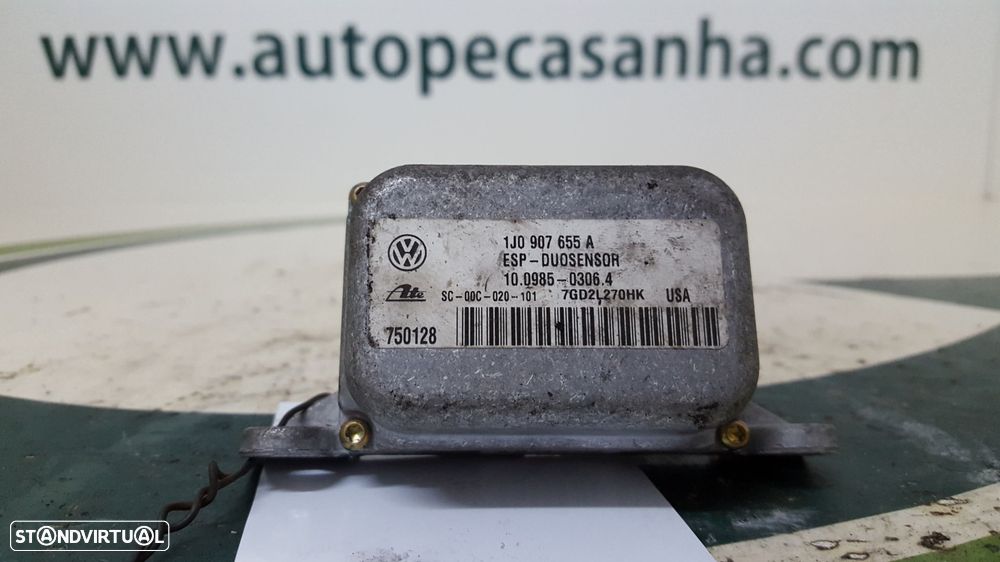 www.autopecasanha.com
1J0 907 655 A
ESP-DUOSENSOR
10.0985-0306.4
Ate SC-00C-020-101 7GD2L270HK USA
750128
STANDVIRTUAL